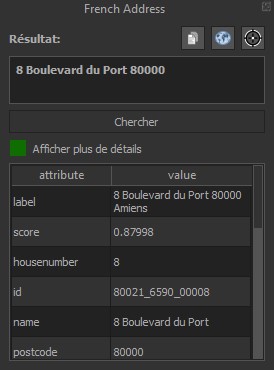 French Address
Résultat:
8 Boulevard du Port 80000
Chercher
Afficher plus de détails
attribute value
label 8 Boulevard du Port 80000
Amiens
score 0.87998
housenumber 8
id 80021_6590_00008
name 8 Boulevard du Port
postcode 80000